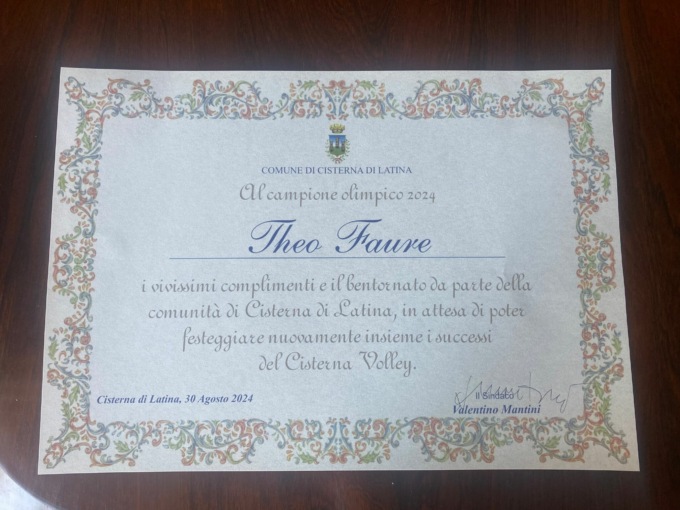 COMUNE DI CISTERNA DI LATINA
Al campione olimpico 2024
Theo Faure
i vivissimi complimenti e il bentornato da parte della
comunità di Cisterna di Latina, in attesa di poter
festeggiare nuovamente insieme i successi
del Cisterna Volley.
Cisterna di Latina, 30 Agosto 2024
Il Sindaco
Valentino Mantini